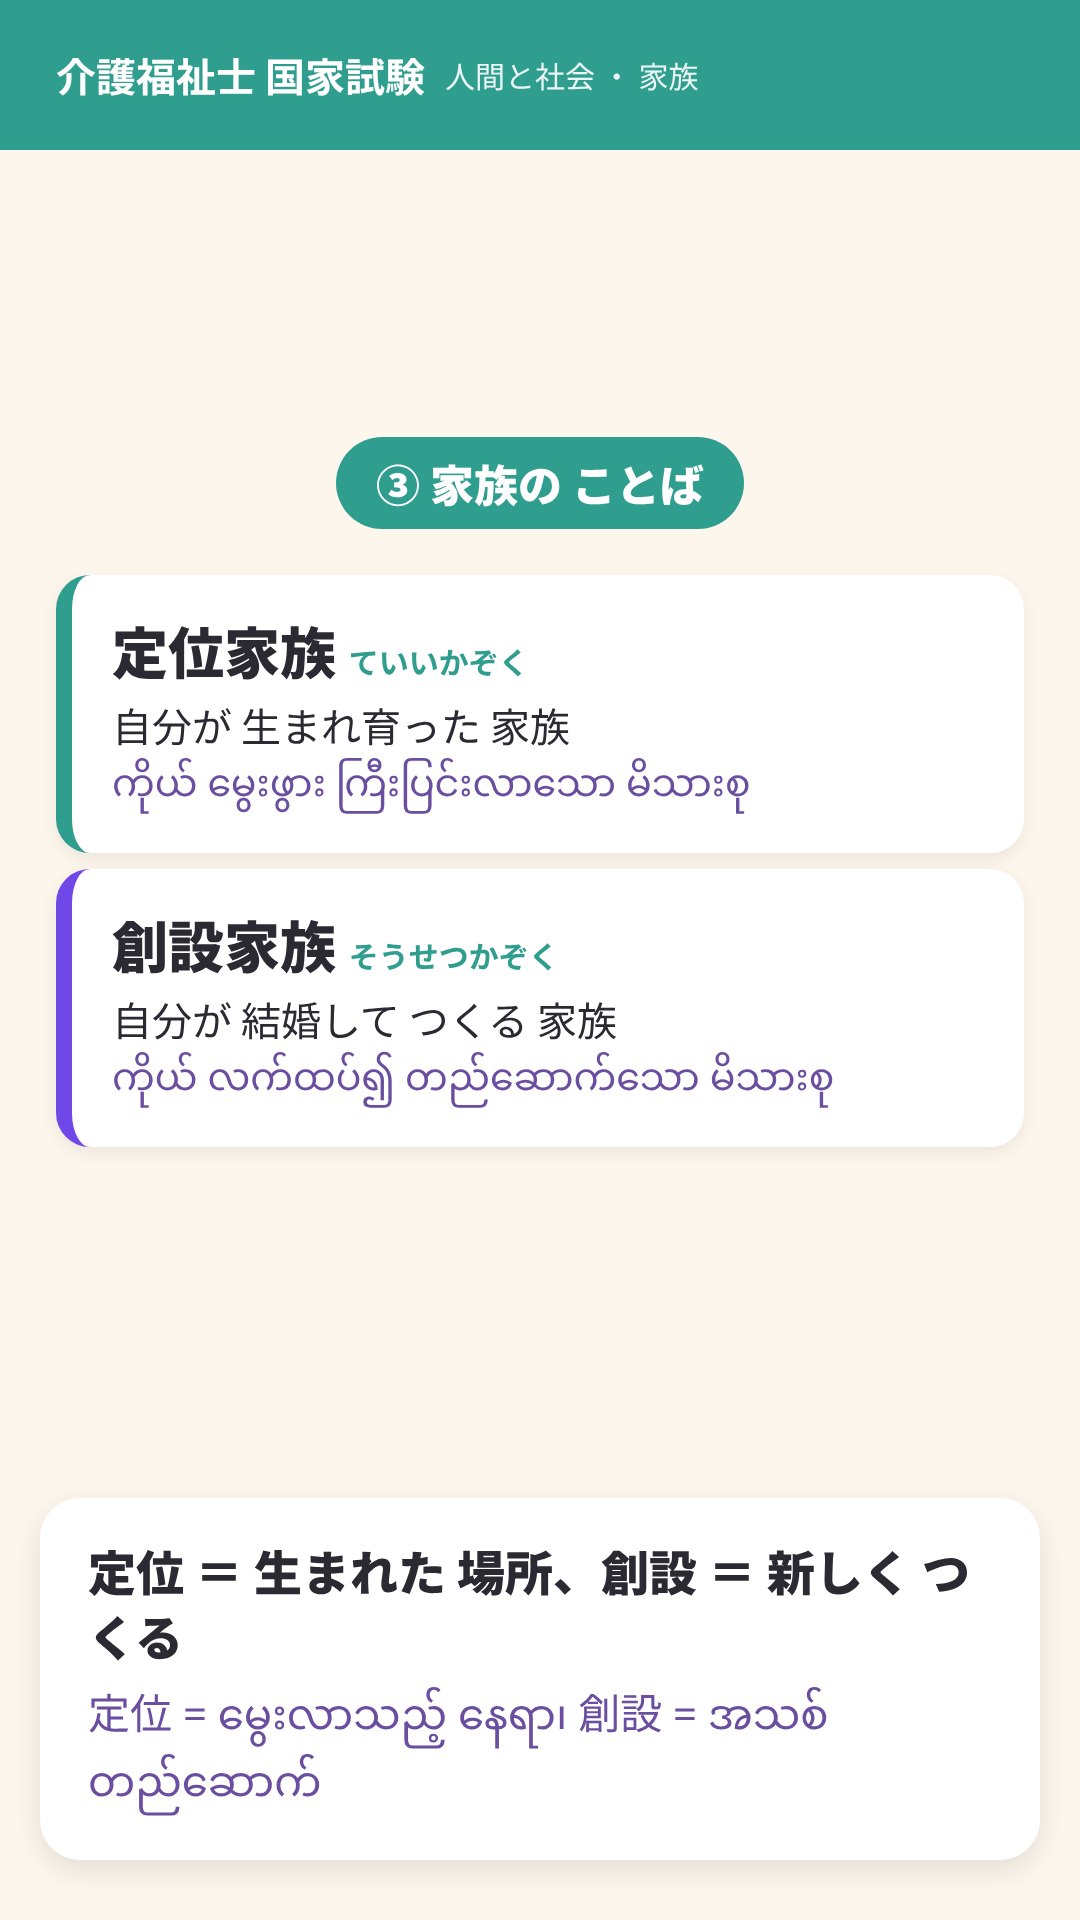 介護福祉士 国家試験 人間と社会 ・ 家族
③ 家族の ことば
定位家族 ていいかぞく
自分が 生まれ育った 家族
ကိုယ် မွေးဖွား ကြီးပြင်းလာသော မိသားစု
創設家族 そうせつかぞく
自分が 結婚して つくる 家族
ကိုယ် လက်ထပ်၍ တည်ဆောက်သော မိသားစု
定位 ＝ 生まれた 場所、創設 ＝ 新しく つ
くる
定位 = မွေးလာသည့် နေရာ၊ 創設 = အသစ်
တည်ဆောက်